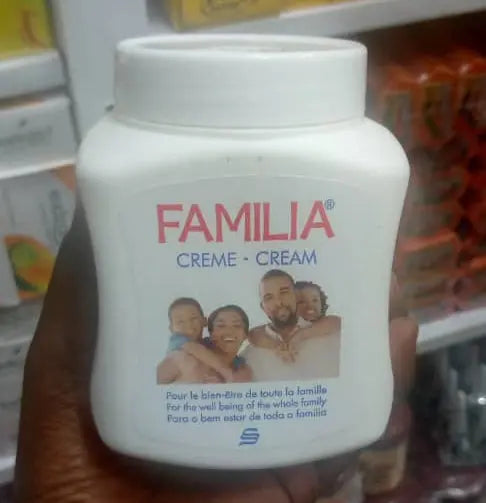 FAMILIA®
CREME - CREAM
Pour le bien-être de toute la famille
For the well being of the whole family
Para o bem estar de toda a familia